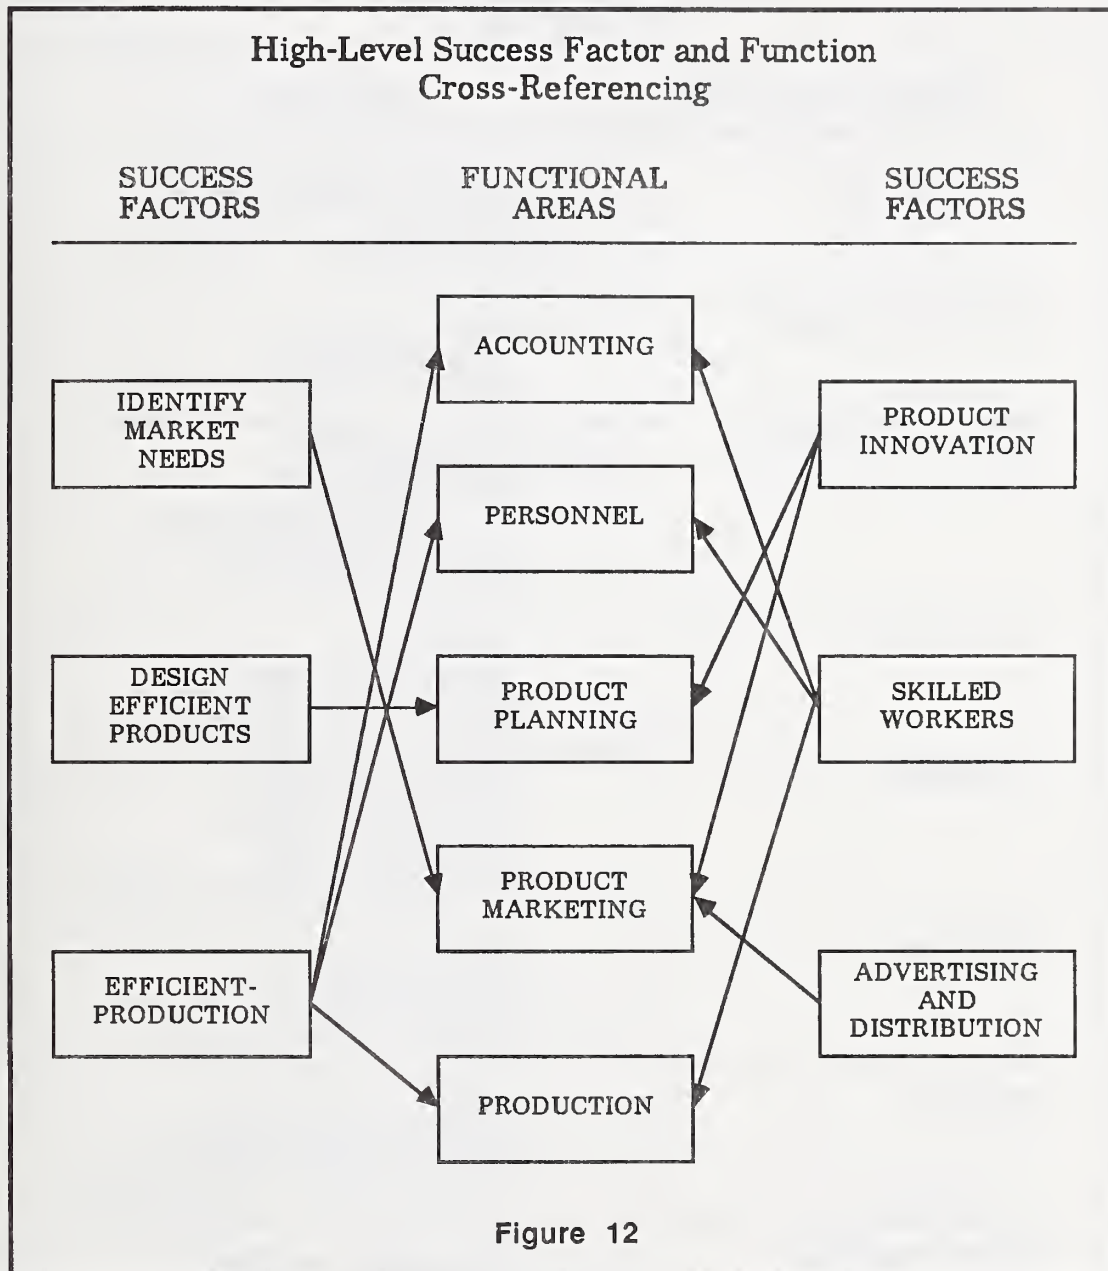 High-Level Success Factor and Function
Cross-Referencing
SUCCESS
FACTORS
FUNCTIONAL
AREAS
SUCCESS
FACTORS
ACCOUNTING
IDENTIFY
MARKET
NEEDS
PRODUCT
INNOVATION
PERSONNEL
DESIGN
EFFICIENT
PRODUCTS
PRODUCT
PLANNING
SKILLED
WORKERS
PRODUCT
MARKETING
EFFICIENT-
PRODUCTION
ADVERTISING
AND
DISTRIBUTION
PRODUCTION
Figure 12